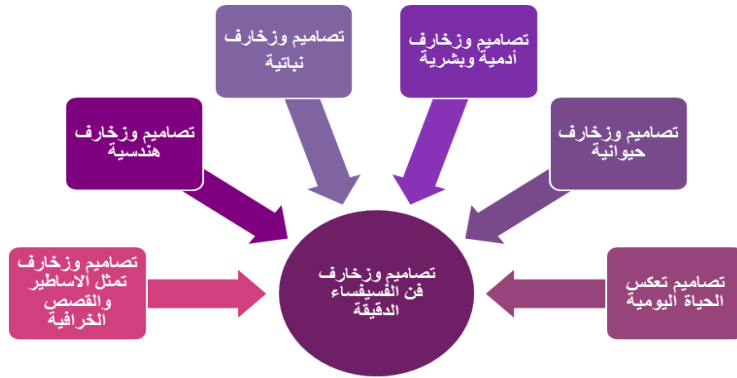 تصاميم وزخارف
أدمية وبشرية
تصاميم وزخارف
نباتية
تصاميم وزخارف
حيوانية
تصاميم وزخارف
هندسية
تصاميم تعكس
الحياة اليومية
تصاميم وزخارف
فن الفسيفساء
الدقيقة
تصاميم وزخارف
تمثل الاساطير
والقصص
الخرافية